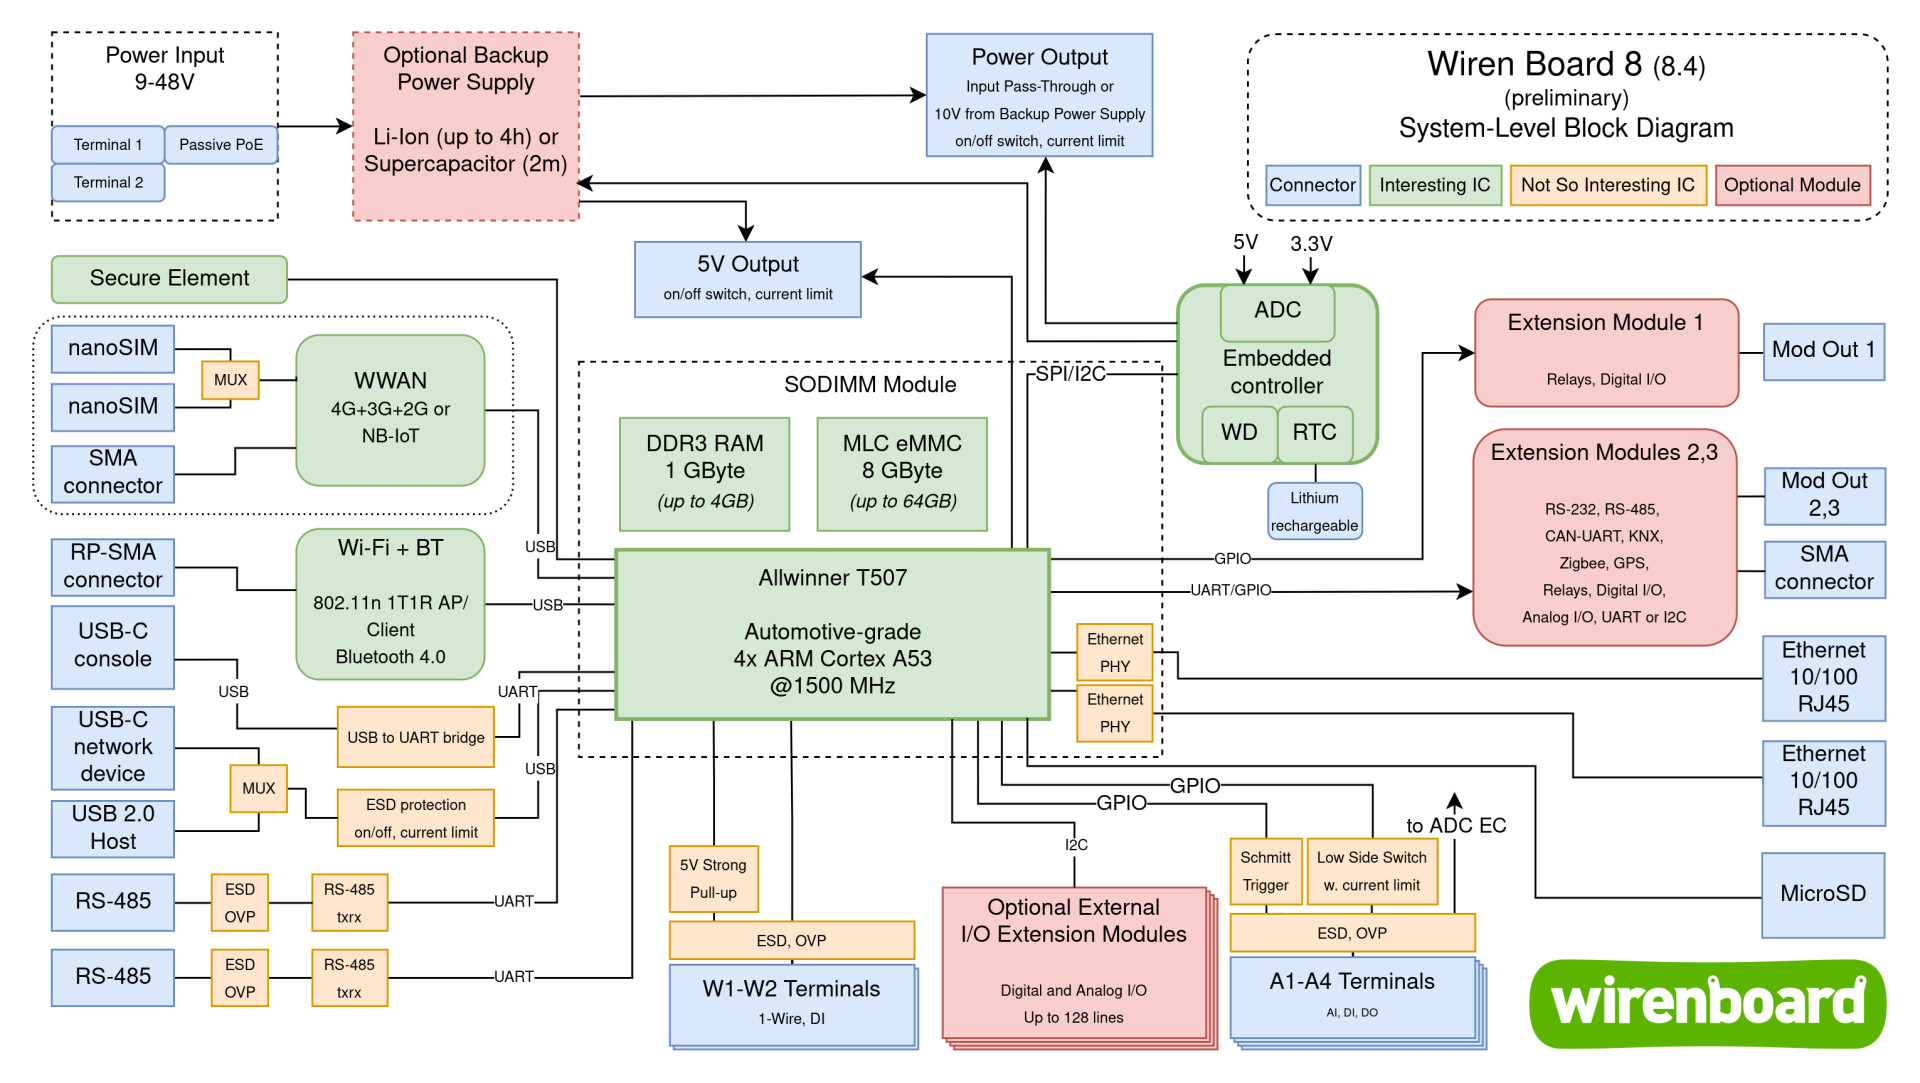 Power Input
9-48V
Terminal 1
Passive PoE
Terminal 2
Optional Backup
Power Supply
Li-Ion (up to 4h) or
Supercapacitor (2m)
Power Output
Input Pass-Through or
10V from Backup Power Supply
on/off switch, current limit
Wiren Board 8 (8.4)
(preliminary)
System-Level Block Diagram
Connector
Interesting IC
Not So Interesting IC
Optional Module
5V Output
on/off switch, current limit
5V
3.3V
ADC
Embedded
controller
WD
RTC
Lithium
rechargeable
SPI/I2C
Secure Element
nanoSIM
nanoSIM
MUX
SMA
connector
WWAN
4G+3G+2G or
NB-IoT
USB
RP-SMA
connector
Wi-Fi + BT
802.11n 1T1R AP/
Client
Bluetooth 4.0
USB
USB-C
console
USB
USB to UART bridge
UART
USB-C
network
device
MUX
USB 2.0
Host
ESD protection
on/off, current limit
USB
RS-485
ESD
OVP
RS-485
txrx
UART
RS-485
ESD
OVP
RS-485
txrx
UART
SODIMM Module
DDR3 RAM
1 GByte
(up to 4GB)
MLC eMMC
8 GByte
(up to 64GB)
Allwinner T507
Automotive-grade
4x ARM Cortex A53
@1500 MHz
Ethernet
PHY
Ethernet
PHY
GPIO
UART/GPIO
Extension Module 1
Relays, Digital I/O
Mod Out 1
Extension Modules 2,3
RS-232, RS-485,
CAN-UART, KNX,
Zigbee, GPS,
Relays, Digital I/O,
Analog I/O, UART or I2C
Mod Out
2,3
SMA
connector
Ethernet
10/100
RJ45
Ethernet
10/100
RJ45
MicroSD
5V Strong
Pull-up
ESD, OVP
W1-W2 Terminals
1-Wire, DI
I2C
Optional External
I/O Extension Modules
Digital and Analog I/O
Up to 128 lines
GPIO
GPIO
to ADC EC
Schmitt
Trigger
Low Side Switch
w. current limit
ESD, OVP
A1-A4 Terminals
AI, DI, DO
wirenboard